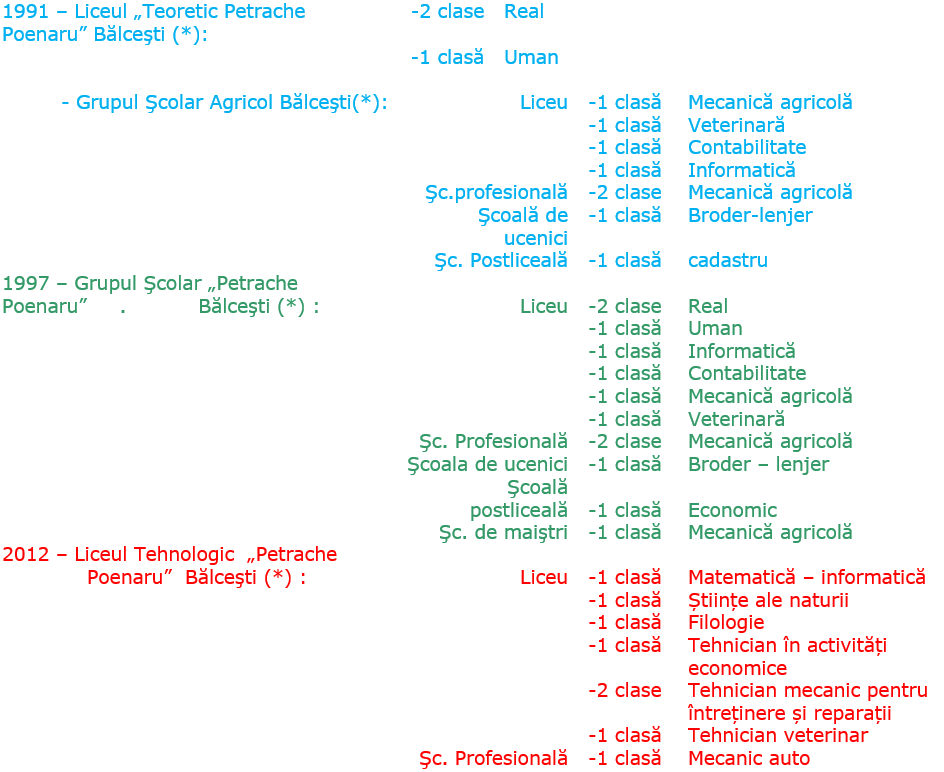 1991 – Liceul „Teoretic Petrache -2 clase Real
Poenaru” Bălceşti (*):
-1 clasă Uman
- Grupul Şcolar Agricol Bălceşti(*): Liceu -1 clasă Mecanică agricolă
-1 clasă Veterinară
-1 clasă Contabilitate
-1 clasă Informatică
Şc.profesională -2 clase Mecanică agricolă
Şcoală de -1 clasă Broder-lenjer
ucenici
Şc. Postliceală -1 clasă cadastru
1997 – Grupul Şcolar „Petrache
Poenaru” . Bălceşti (*) : Liceu -2 clase Real
-1 clasă Uman
-1 clasă Informatică
-1 clasă Contabilitate
-1 clasă Mecanică agricolă
-1 clasă Veterinară
Şc. Profesională -2 clase Mecanică agricolă
Şcoala de ucenici -1 clasă Broder – lenjer
Şcoală
postliceală -1 clasă Economic
Şc. de maiştri -1 clasă Mecanică agricolă
2012 – Liceul Tehnologic „Petrache
Poenaru” Bălceşti (*) : Liceu -1 clasă Matematică – informatică
-1 clasă Științe ale naturii
-1 clasă Filologie
-1 clasă Tehnician în activități
economice
-2 clase Tehnician mecanic pentru
întreținere și reparații
-1 clasă Tehnician veterinar
Şc. Profesională -1 clasă Mecanic auto